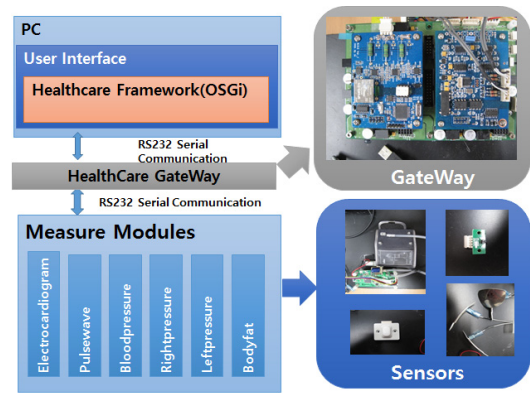 PC
User Interface
Healthcare Framework(OSGi)
RS232 Serial
Communication
HealthCare GateWay
RS232 Serial Communication
GateWay
Measure Modules
Electrocardiogram
Pulsewave
Bloodpressure
Rightpressure
Leftpressure
Bodyfat
Sensors